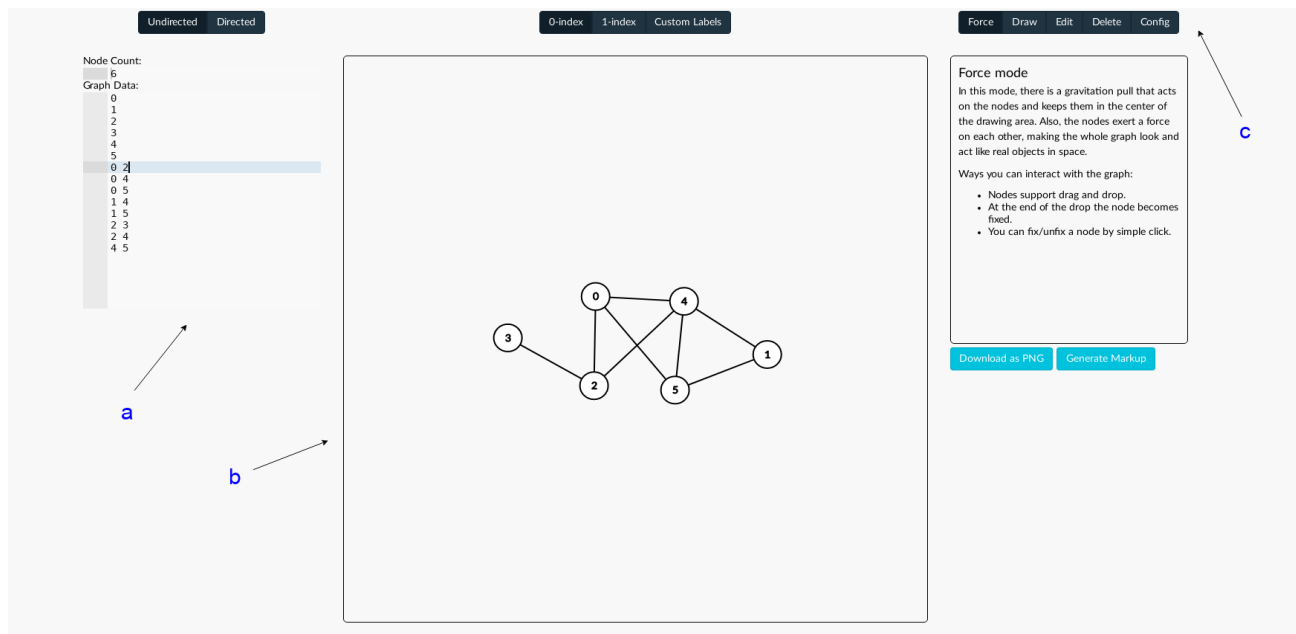 Undirected Directed
0-index 1-index Custom Labels
Force Draw Edit Delete Config
Node Count:
6
Graph Data:
0
1
2
3
4
5
0 2
0 4
0 5
1 4
1 5
2 3
2 4
4 5
a
b
0
4
3
1
2
5
Force mode
In this mode, there is a gravitation pull that acts
on the nodes and keeps them in the center of
the drawing area. Also, the nodes exert a force
on each other, making the whole graph look and
act like real objects in space.
Ways you can interact with the graph:
• Nodes support drag and drop.
• At the end of the drop the node becomes
fixed.
• You can fix/unfix a node by simple click.
Download as PNG Generate Markup
c